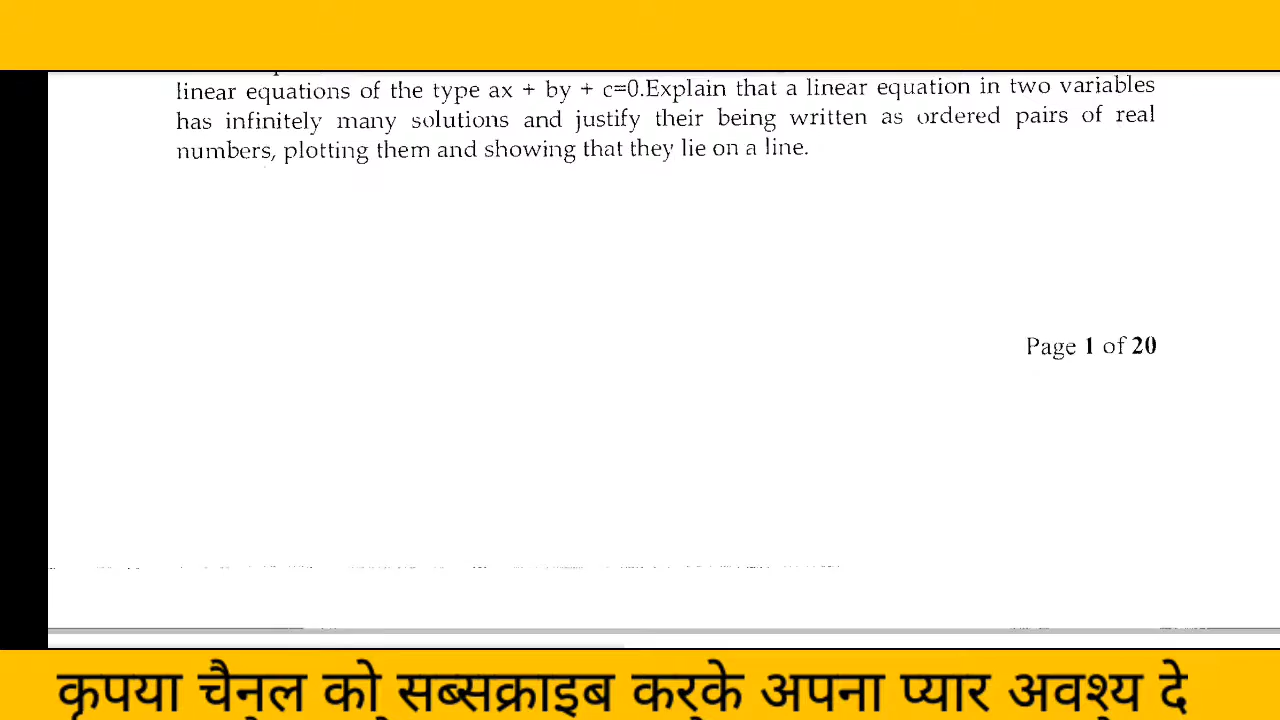 linear equations of the type ax + by + c=0.Explain that a linear equation in two variables
has infinitely many solutions and justify their being written as ordered pairs of real
numbers, plotting them and showing that they lie on a line.
Page 1 of 20
कृपया चैनल को सब्सक्राइब करके अपना प्यार अवश्य दे